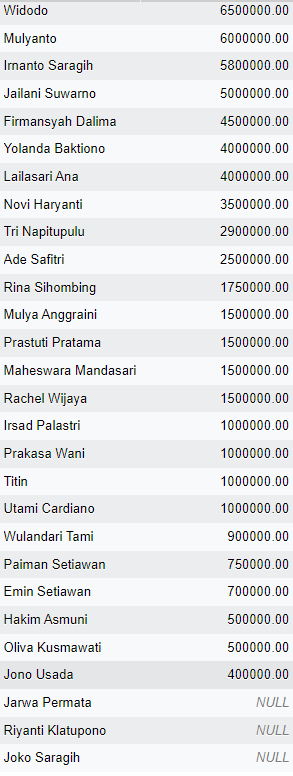 Widodo 6500000.00
Mulyanto 6000000.00
Irnanto Saragih 5800000.00
Jailani Suwarno 5000000.00
Firmansyah Dalima 4500000.00
Yolanda Baktiono 4000000.00
Lailasari Ana 4000000.00
Novi Haryanti 3500000.00
Tri Napitupulu 2900000.00
Ade Safitri 2500000.00
Rina Sihombing 1750000.00
Mulya Anggraini 1500000.00
Prastuti Pratama 1500000.00
Maheswara Mandasari 1500000.00
Rachel Wijaya 1500000.00
Irsad Palastri 1000000.00
Prakasa Wani 1000000.00
Titin 1000000.00
Utami Cardiano 1000000.00
Wulandari Tami 900000.00
Paiman Setiawan 750000.00
Emin Setiawan 700000.00
Hakim Asmuni 500000.00
Oliva Kusmawati 500000.00
Jono Usada 400000.00
Jarwa Permata NULL
Riyanti Klatupono NULL
Joko Saragih NULL